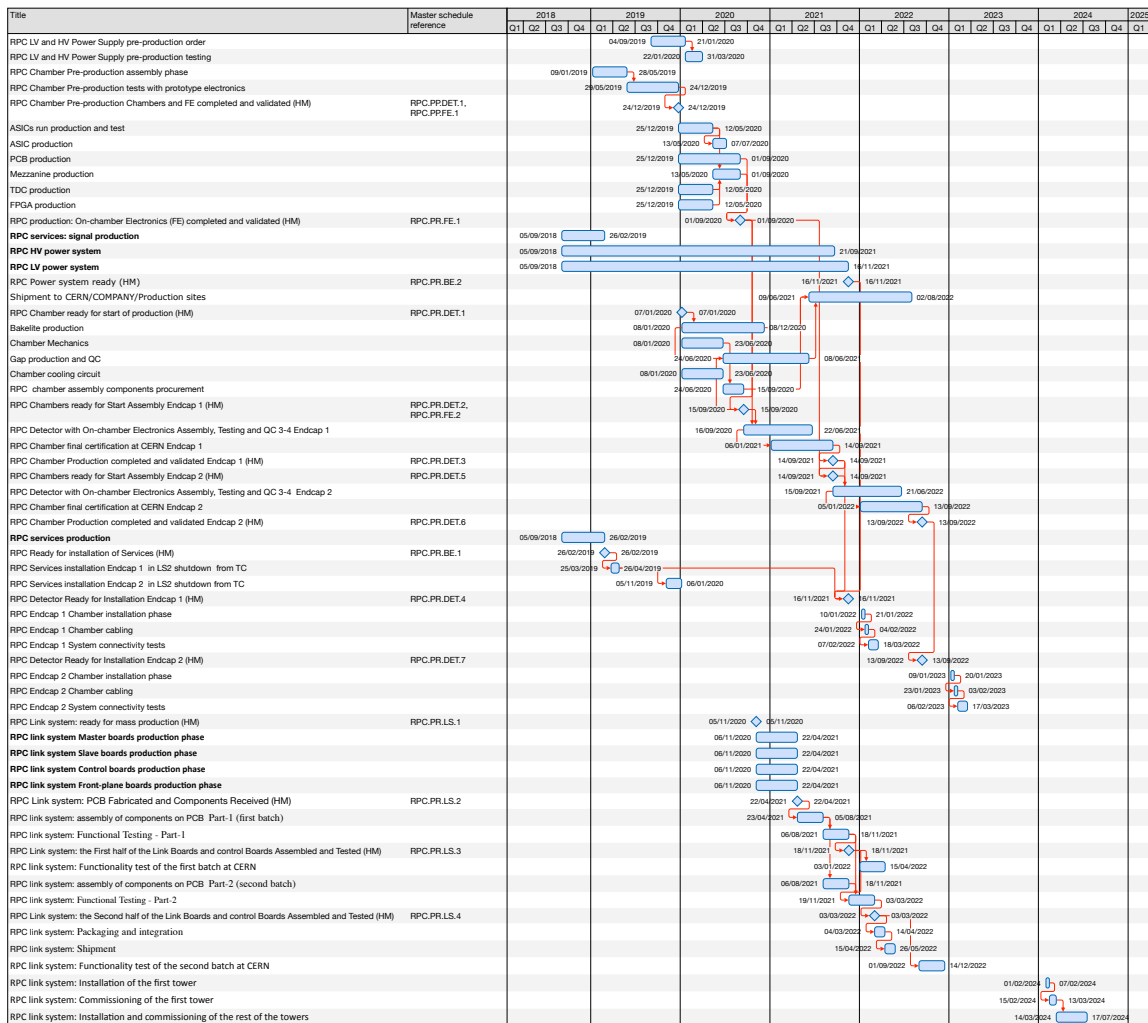 Title Master schedule 2018 2019 2020 2021 2022 2023 2024 2025
reference Q1 Q2 Q3 Q4 Q1 Q2 Q3 Q4 Q1 Q2 Q3 Q4 Q1 Q2 Q3 Q4 Q1 Q2 Q3 Q4 Q1 Q2 Q3 Q4 Q1 Q2 Q3 Q4 Q1
RPC LV and HV Power Supply pre-production order 04/09/2019 21/01/2020
RPC LV and HV Power Supply pre-production testing 22/01/2020 31/03/2020
RPC Chamber Pre-production assembly phase 09/01/2019 28/05/2019
RPC Chamber Pre-production tests with prototype electronics 29/05/2019 24/12/2019
RPC Chamber Pre-production Chambers and FE completed and validated (HM) RPC.PP.DET.1, 24/12/2019 24/12/2019
RPC.PP.FE.1
ASICs run production and test 25/12/2019 12/05/2020
ASIC production 13/05/2020 07/07/2020
PCB production 25/12/2019 01/09/2020
Mezzanine production 13/05/2020 01/09/2020
TDC production 25/12/2019 12/05/2020
FPGA production 25/12/2019 12/05/2020
RPC production: On-chamber Electronics (FE) completed and validated (HM) RPC.PR.FE.1 01/09/2020 01/09/2020
RPC services: signal production 05/09/2018 26/02/2019
RPC HV power system 05/09/2018 21/09/2021
RPC LV power system 05/09/2018 16/11/2021
RPC Power system ready (HM) RPC.PR.BE.2 16/11/2021 16/11/2021
Shipment to CERN/COMPANY/Production sites 09/06/2021 02/08/2022
RPC Chamber ready for start of production (HM) RPC.PR.DET.1 07/01/2020 07/01/2020
Bakelite production 08/01/2020 08/12/2020
Chamber Mechanics 08/01/2020 23/06/2020
Gap production and QC 24/06/2020 08/06/2021
Chamber cooling circuit 08/01/2020 23/06/2020
RPC chamber assembly components procurement 24/06/2020 15/09/2020
RPC Chambers ready for Start Assembly Endcap 1 (HM) RPC.PR.DET.2, 15/09/2020 15/09/2020
RPC.PR.FE.2
RPC Detector with On-chamber Electronics Assembly, Testing and QC 3-4 Endcap 1 16/09/2020 22/06/2021
RPC Chamber final certification at CERN Endcap 1 06/01/2021 14/09/2021
RPC Chamber Production completed and validated Endcap 1 (HM) RPC.PR.DET.3 14/09/2021 14/09/2021
RPC Chambers ready for Start Assembly Endcap 2 (HM) RPC.PR.DET.5 14/09/2021 14/09/2021
RPC Detector with On-chamber Electronics Assembly, Testing and QC 3-4 Endcap 2 15/09/2021 21/06/2022
RPC Chamber final certification at CERN Endcap 2 05/01/2022 13/09/2022
RPC Chamber Production completed and validated Endcap 2 (HM) RPC.PR.DET.6 13/09/2022 13/09/2022
RPC services production 05/09/2018 26/02/2019
RPC Ready for installation of Services (HM) RPC.PR.BE.1 26/02/2019 26/02/2019
RPC Services installation Endcap 1 in LS2 shutdown from TC 25/03/2019 26/04/2019
RPC Services installation Endcap 2 in LS2 shutdown from TC 05/11/2019 06/01/2020
RPC Detector Ready for Installation Endcap 1 (HM) RPC.PR.DET.4 16/11/2021 16/11/2021
RPC Endcap 1 Chamber installation phase 10/01/2022 21/01/2022
RPC Endcap 1 Chamber cabling 24/01/2022 04/02/2022
RPC Endcap 1 System connectivity tests 07/02/2022 18/03/2022
RPC Detector Ready for Installation Endcap 2 (HM) RPC.PR.DET.7 13/09/2022 13/09/2022
RPC Endcap 2 Chamber installation phase 09/01/2023 20/01/2023
RPC Endcap 2 Chamber cabling 23/01/2023 03/02/2023
RPC Endcap 2 System connectivity tests 06/02/2023 17/03/2023
RPC Link system: ready for mass production (HM) RPC.PR.LS.1 05/11/2020 05/11/2020
RPC link system Master boards production phase 06/11/2020 22/04/2021
RPC link system Slave boards production phase 06/11/2020 22/04/2021
RPC link system Control boards production phase 06/11/2020 22/04/2021
RPC link system Front-plane boards production phase 06/11/2020 22/04/2021
RPC Link system: PCB Fabricated and Components Received (HM) RPC.PR.LS.2 22/04/2021 22/04/2021
RPC link system: assembly of components on PCB Part-1 (first batch) 23/04/2021 05/08/2021
RPC link system: Functional Testing - Part-1 06/08/2021 18/11/2021
RPC Link system: the First half of the Link Boards and control Boards Assembled and Tested (HM) RPC.PR.LS.3 18/11/2021 18/11/2021
RPC link system: Functionality test of the first batch at CERN 03/01/2022 15/04/2022
RPC link system: assembly of components on PCB Part-2 (second batch) 06/08/2021 18/11/2021
RPC link system: Functional Testing - Part-2 19/11/2021 03/03/2022
RPC Link system: the Second half of the Link Boards and control Boards Assembled and Tested (HM) RPC.PR.LS.4 03/03/2022 03/03/2022
RPC link system: Packaging and integration 04/03/2022 14/04/2022
RPC link system: Shipment 15/04/2022 26/05/2022
RPC link system: Functionality test of the second batch at CERN 01/09/2022 14/12/2022
RPC link system: Installation of the first tower 01/02/2024 07/02/2024
RPC link system: Commissioning of the first tower 15/02/2024 13/03/2024
RPC link system: Installation and commissioning of the rest of the towers 14/03/2024 17/07/2024